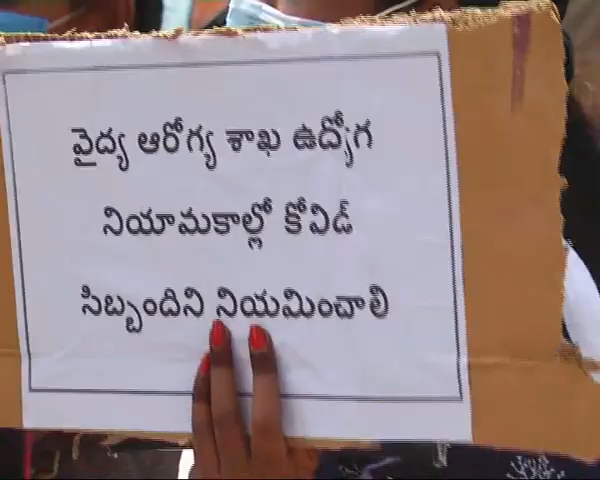 వైద్య ఆరోగ్య శాఖ ఉద్యోగ
నియామకాల్లో కోవిడ్
సిబ్బందిని నియమించాలి